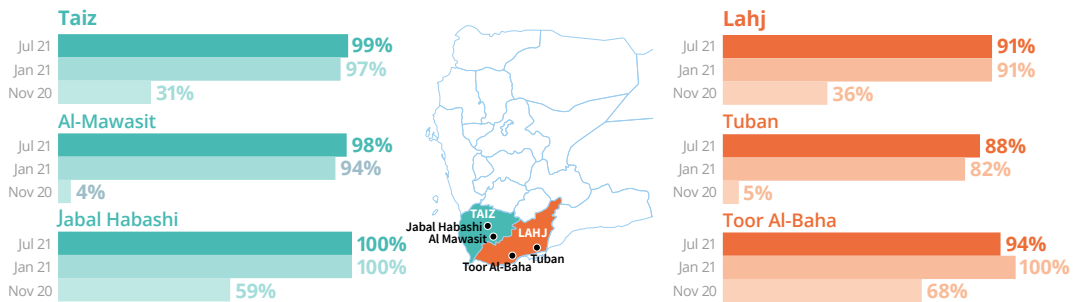 Taiz
Jul 21 99%
Jan 21 97%
Nov 20 31%
Al-Mawasit
Jul 21 98%
Jan 21 94%
Nov 20 4%
Jabal Habashi
Jul 21 100%
Jan 21 100%
Nov 20 59%
TAIZ
Jabal Habashi
Al Mawasit
LAHJ
Tuban
Toor Al-Baha
Lahj
Jul 21 91%
Jan 21 91%
Nov 20 36%
Tuban
Jul 21 88%
Jan 21 82%
Nov 20 5%
Toor Al-Baha
Jul 21 94%
Jan 21 100%
Nov 20 68%